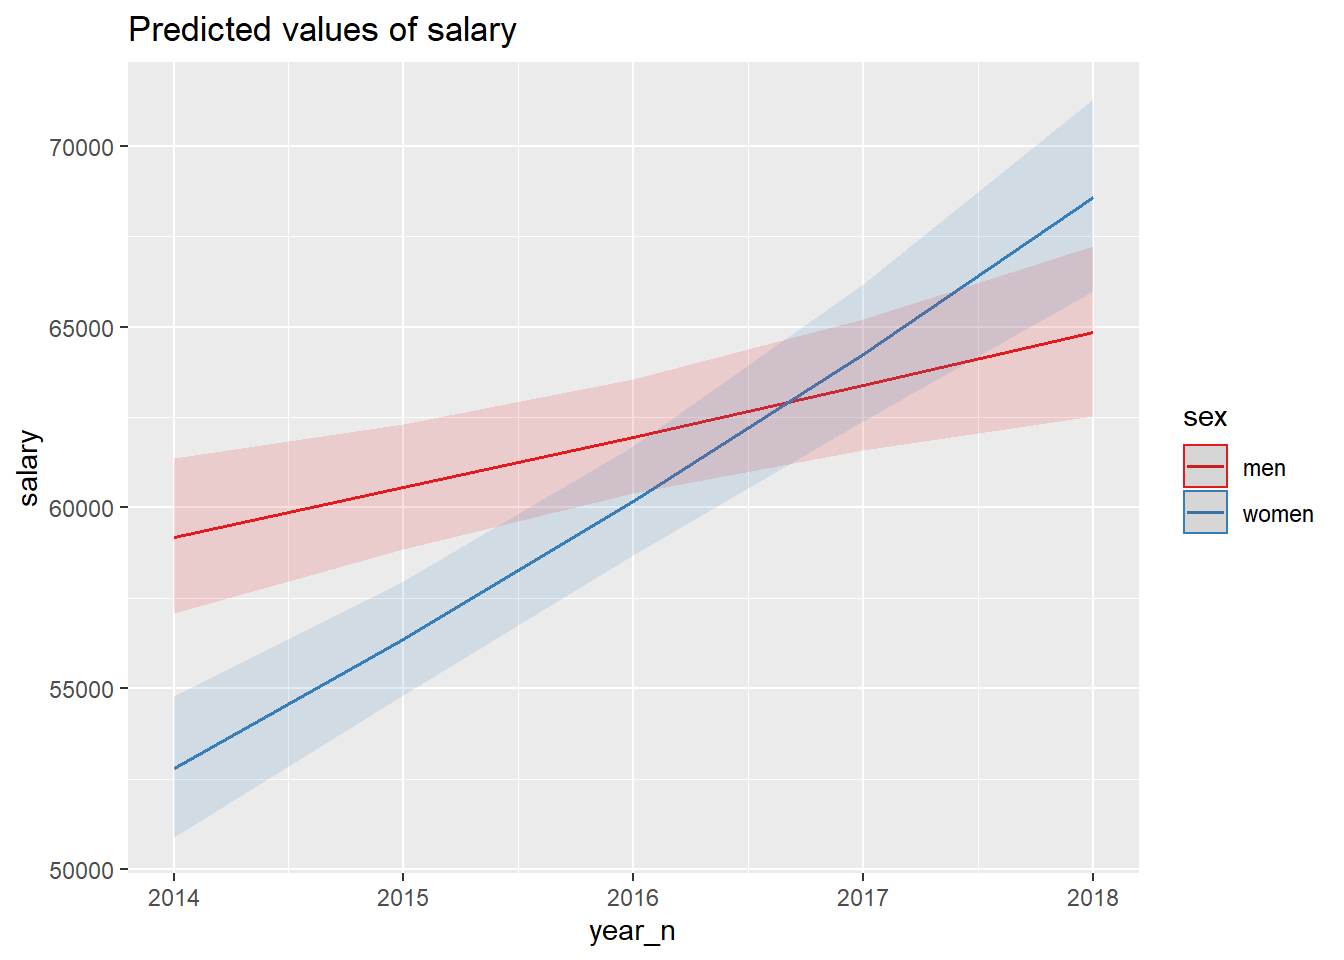 Predicted values of salary
70000
65000
60000
55000
50000
salary
2014 2015 2016 2017 2018
year_n
sex
men
women